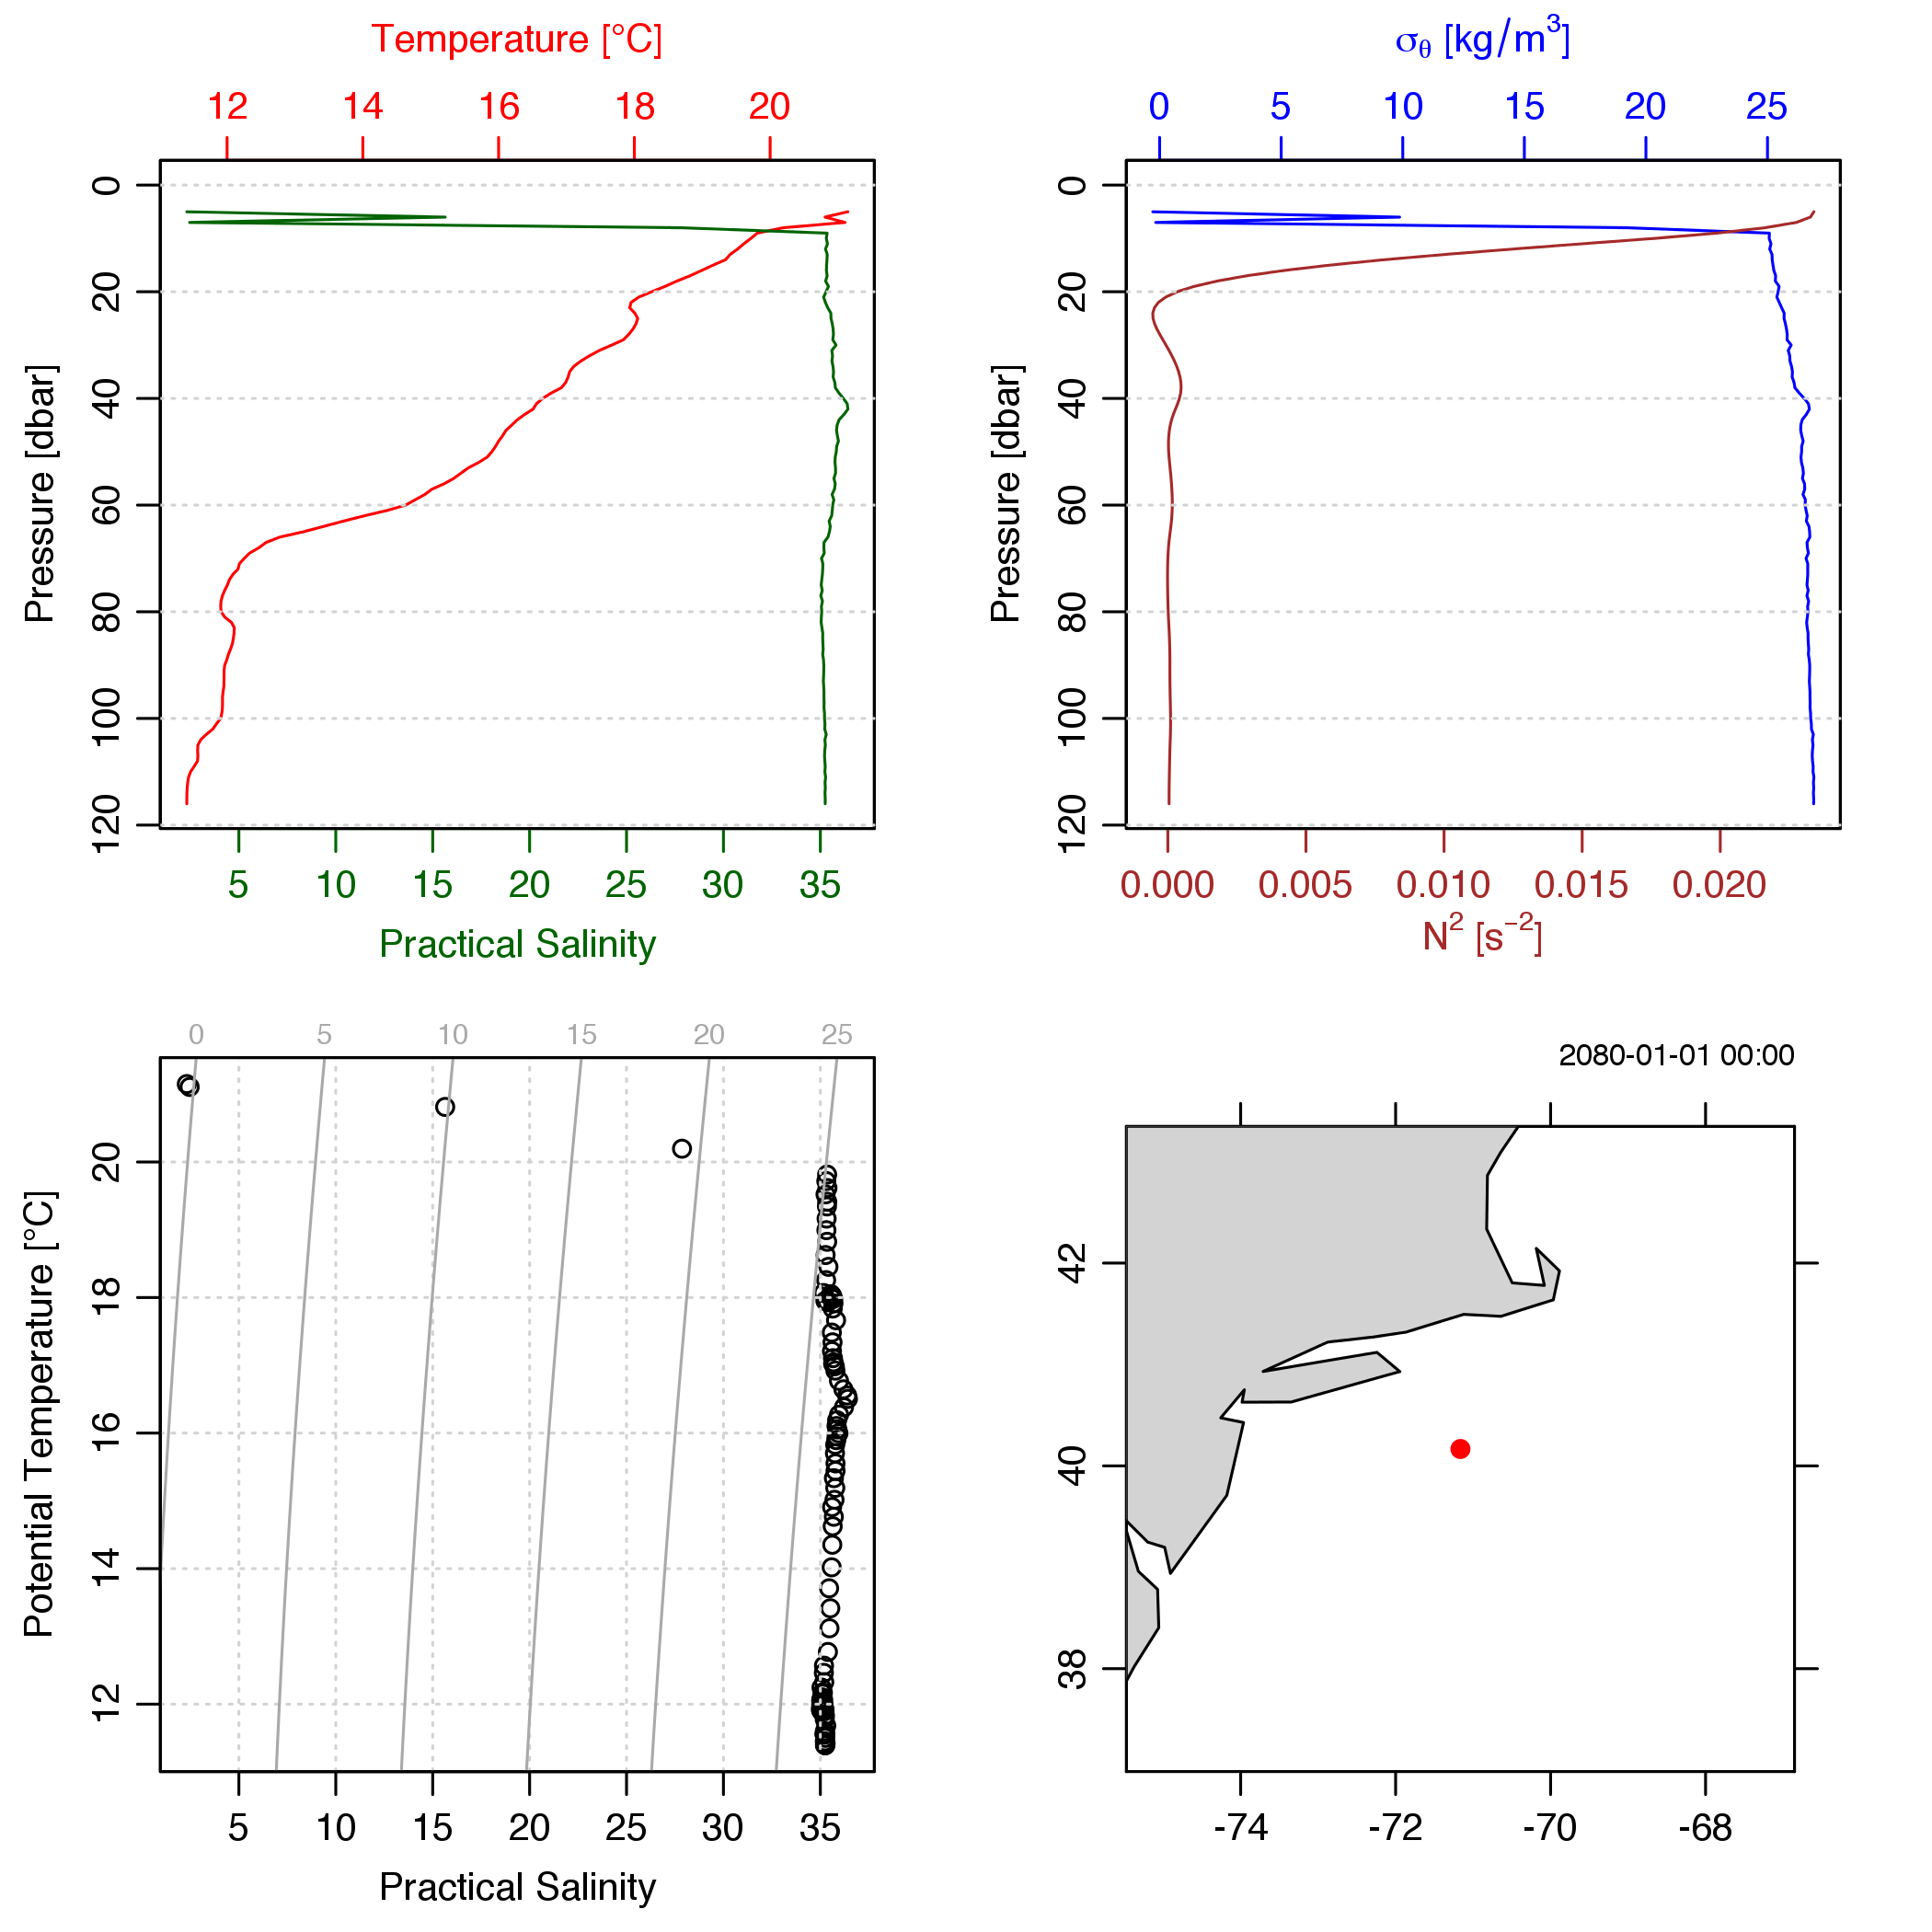 Temperature [°C]
12 14 16 18 20
0 20 40 60 80 100 120
Pressure [dbar]
5 10 15 20 25 30 35
Practical Salinity
σθ [kg/m³]
0 5 10 15 20 25
0 20 40 60 80 100 120
Pressure [dbar]
0.000 0.005 0.010 0.015 0.020
N² [s⁻²]
0 5 10 15 20 25
12 14 16 18 20
Potential Temperature [°C]
5 10 15 20 25 30 35
Practical Salinity
2080-01-01 00:00
38 40 42
-74 -72 -70 -68